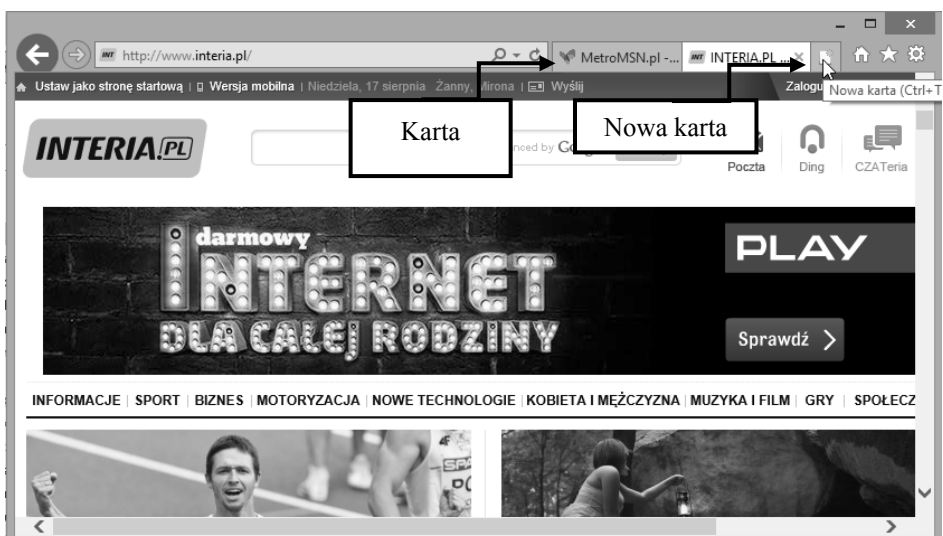 http://www.interia.pl/
MetroMSN.pl -...
INTERIA.PL ...
Nowa karta (Ctrl+T
Ustaw jako stronę startową | Wersja mobilna | Niedziela, 17 sierpnia Żanny, Mirona | Wyślij
Karta
Nowa karta
INTERIA.PL
Poczta
Ding
CZATeria
darmowy
INTERNET
DLA CAŁEJ RODZINY
PLAY
Sprawdź
INFORMACJE | SPORT | BIZNES | MOTORYZACJA | NOWE TECHNOLOGIE | KOBIETA I MĘŻCZYZNA | MUZYKA I FILM | GRY | SPOŁECZ